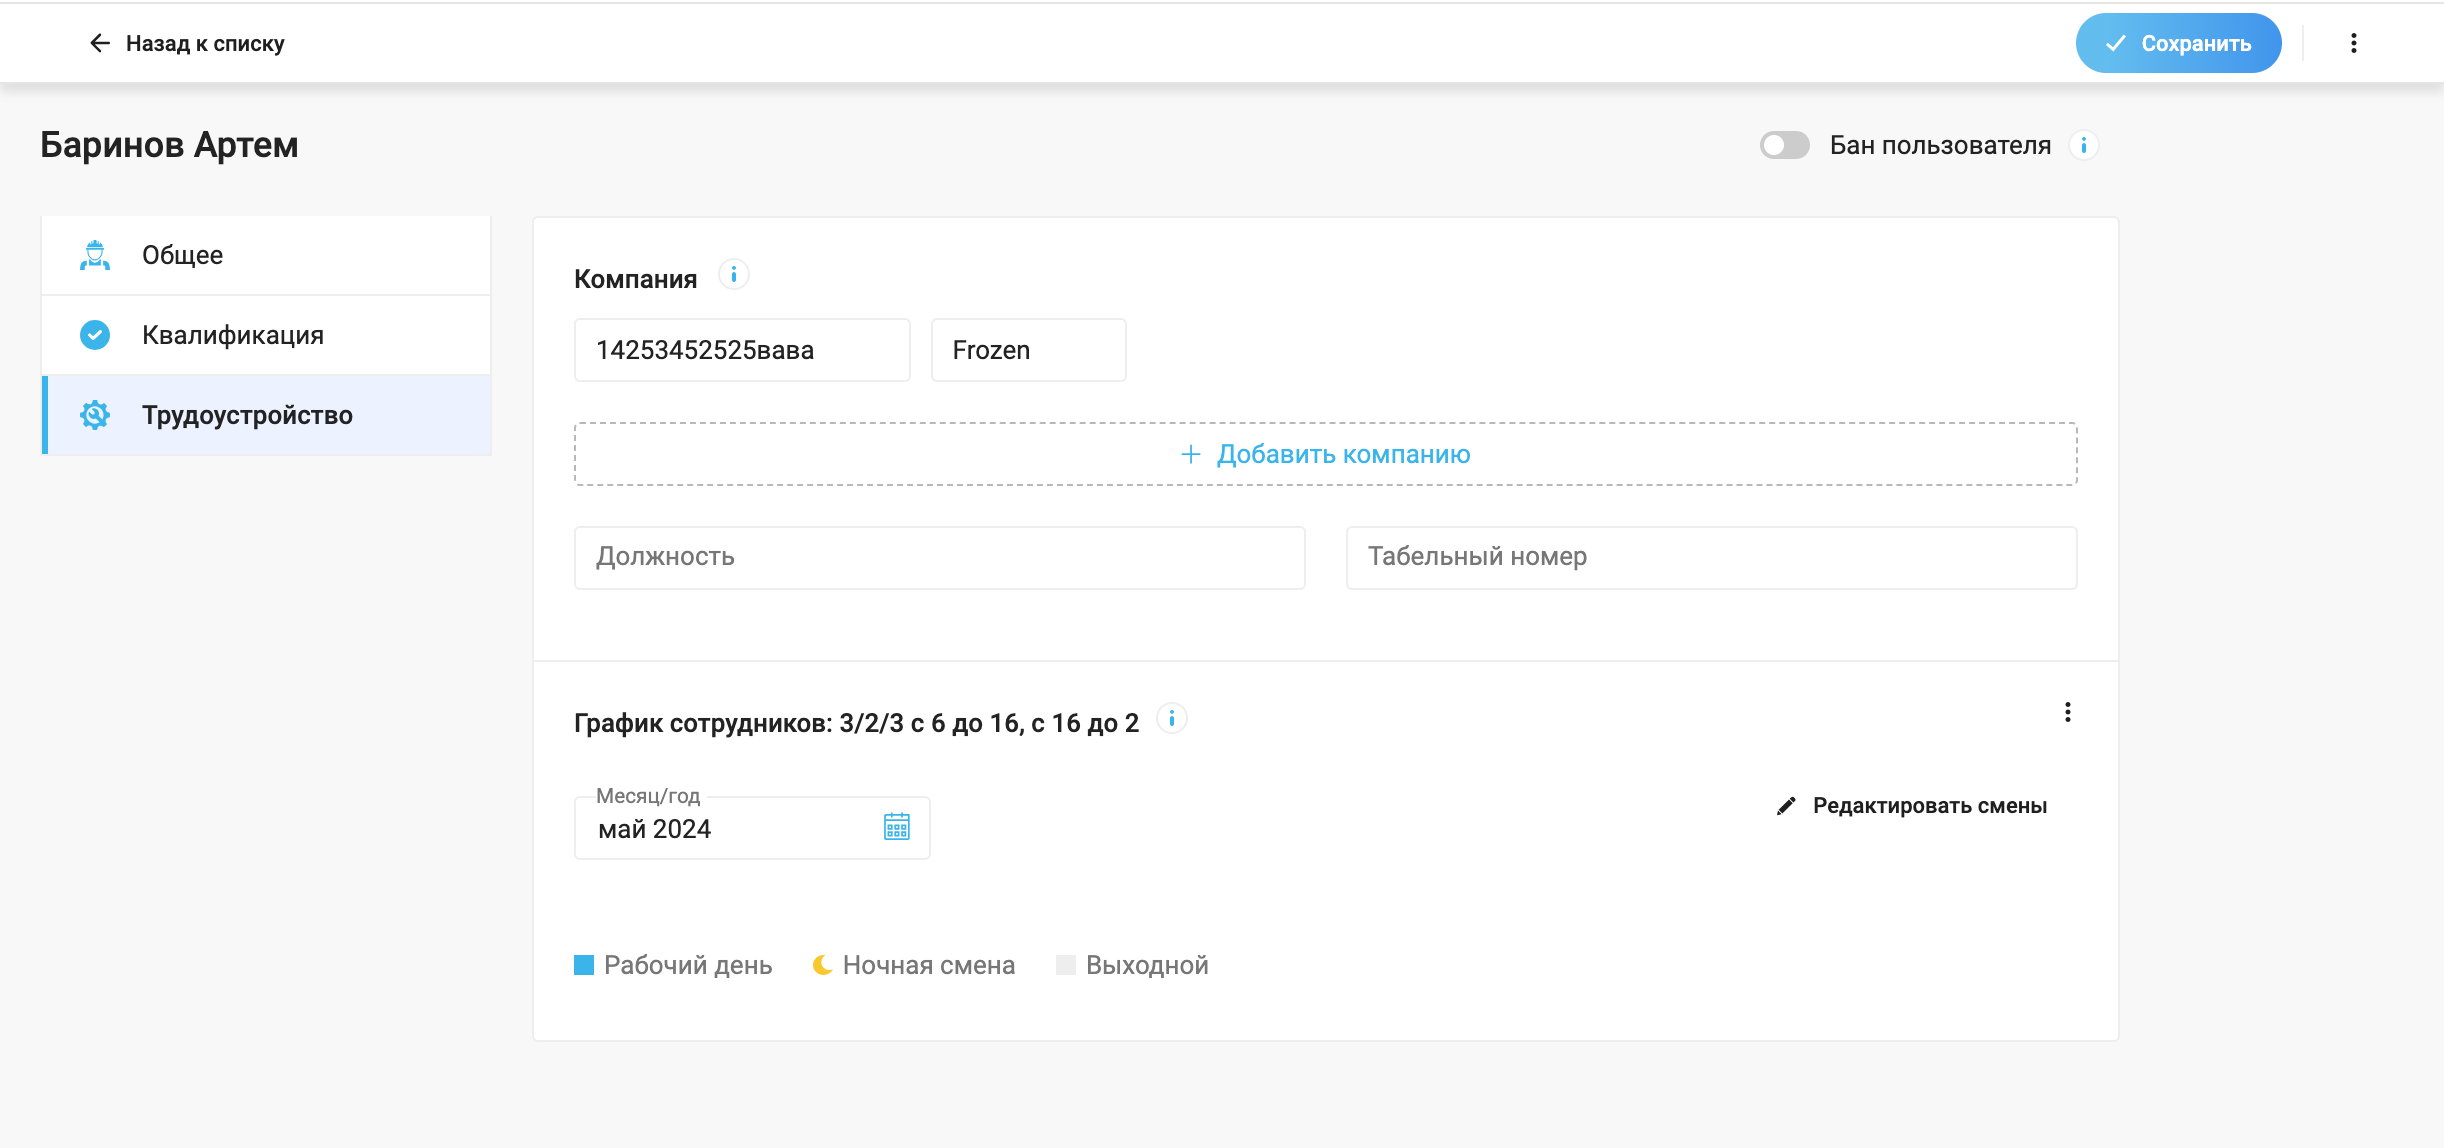 Назад к списку
Сохранить
Баринов Артем
Бан пользователя
Общее
Квалификация
Трудоустройство
Компания
14253452525вава
Frozen
Добавить компанию
Должность
Табельный номер
График сотрудников: 3/2/3 с 6 до 16, с 16 до 2
Месяц/год
май 2024
Редактировать смены
Рабочий день
Ночная смена
Выходной